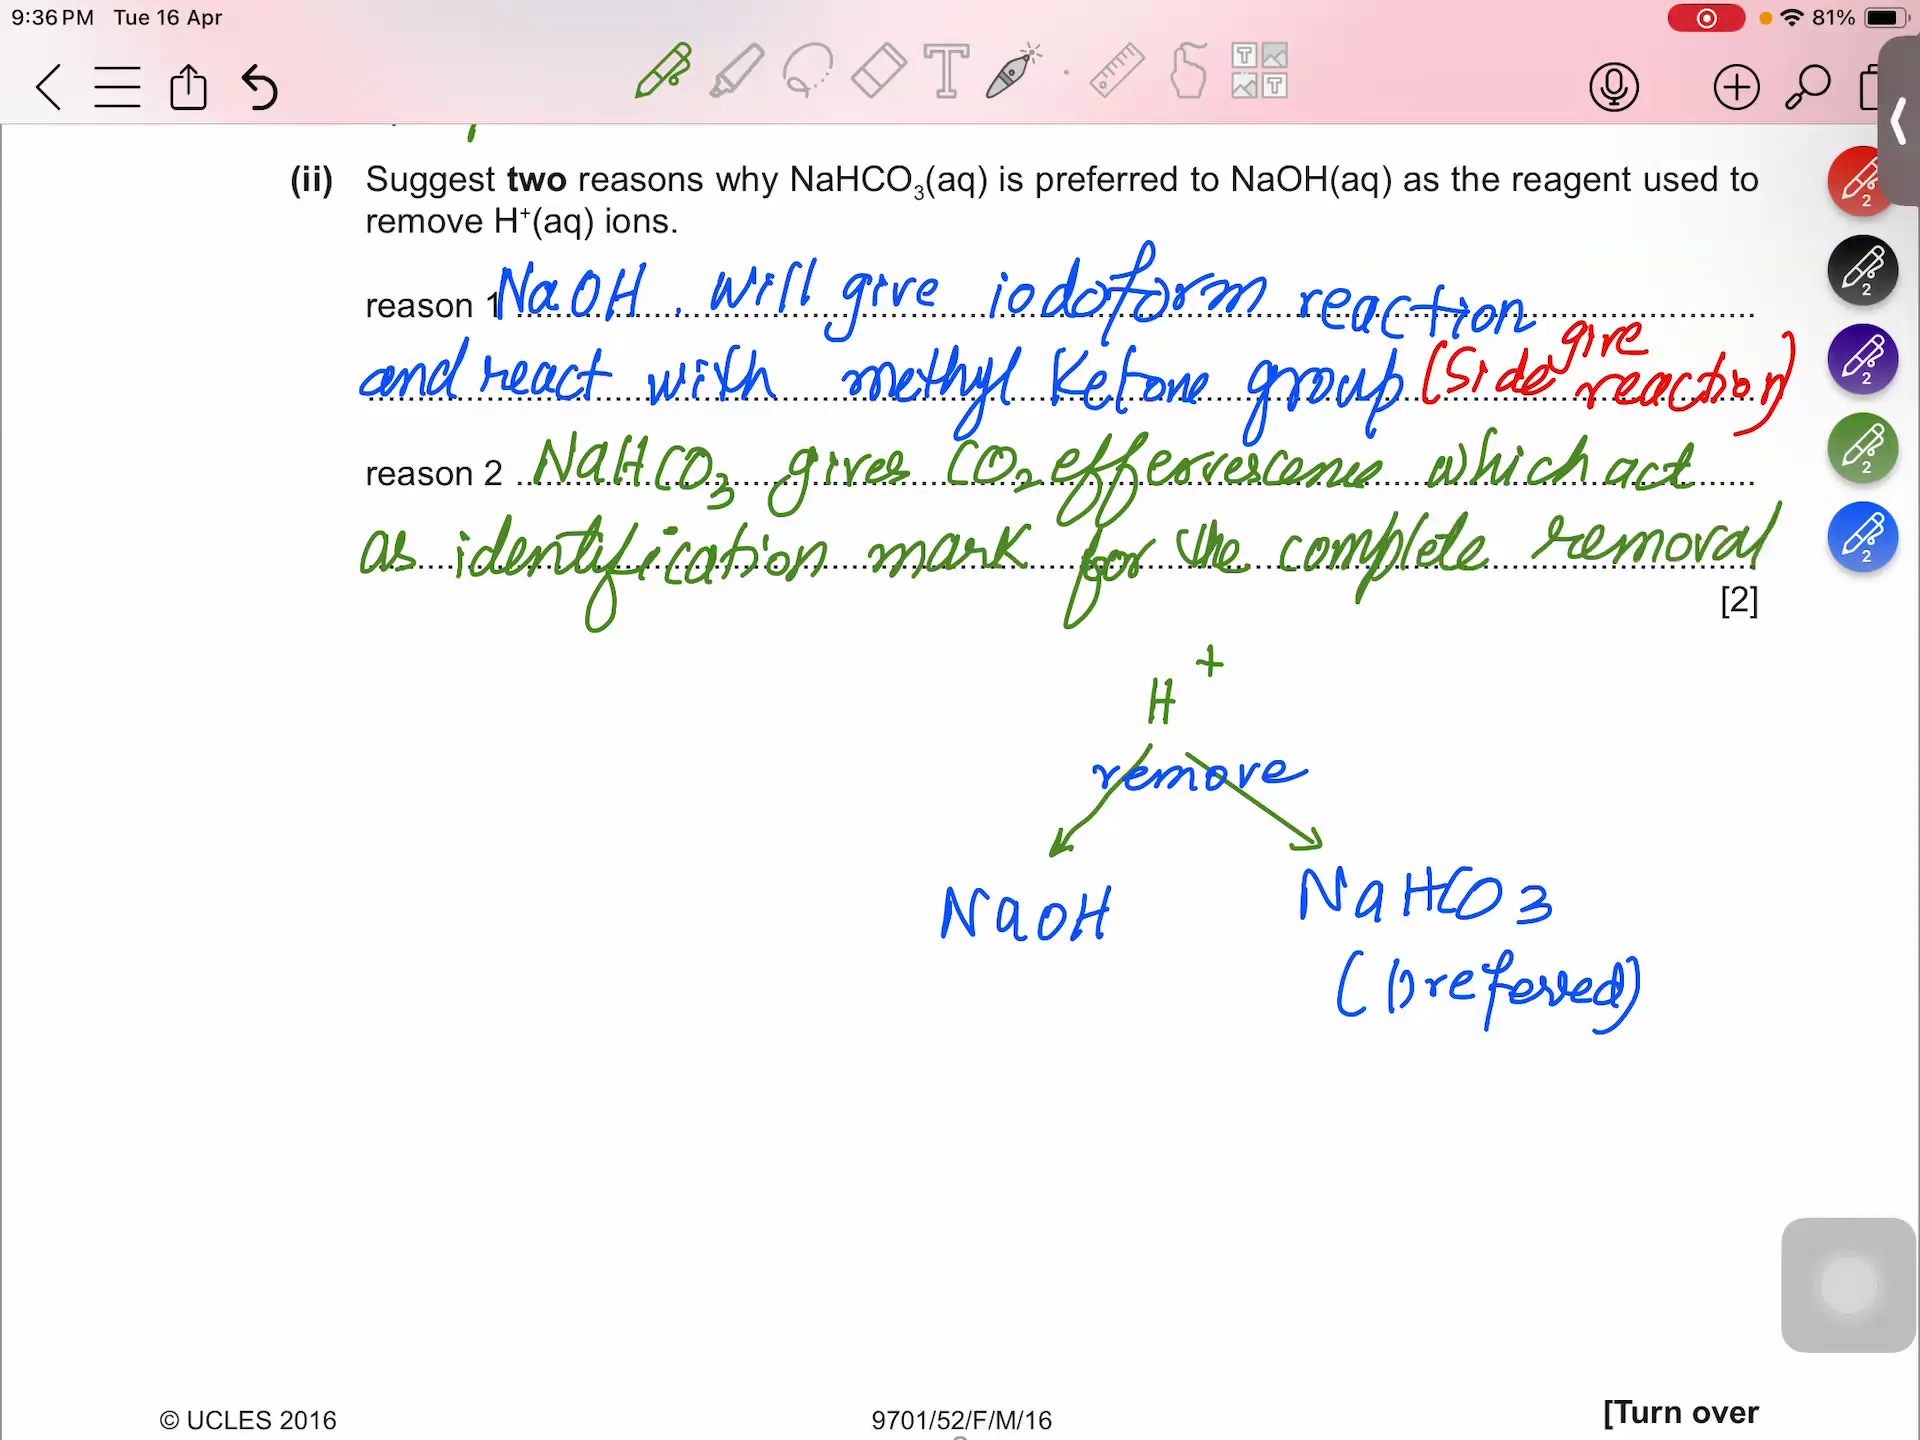 9:36 PM Tue 16 Apr 81%
(ii) Suggest two reasons why NaHCO₃(aq) is preferred to NaOH(aq) as the reagent used to
remove H⁺(aq) ions.
reason 1 NaOH will give iodoform reaction
give
and react with methyl Ketone group (side reaction)
reason 2 NaHCO₃ gives CO₂ effervescence which act
as identification mark for the complete removal
[2]
H⁺
remove
NaOH NaHCO3
(preferred)
© UCLES 2016 9701/52/F/M/16 [Turn over